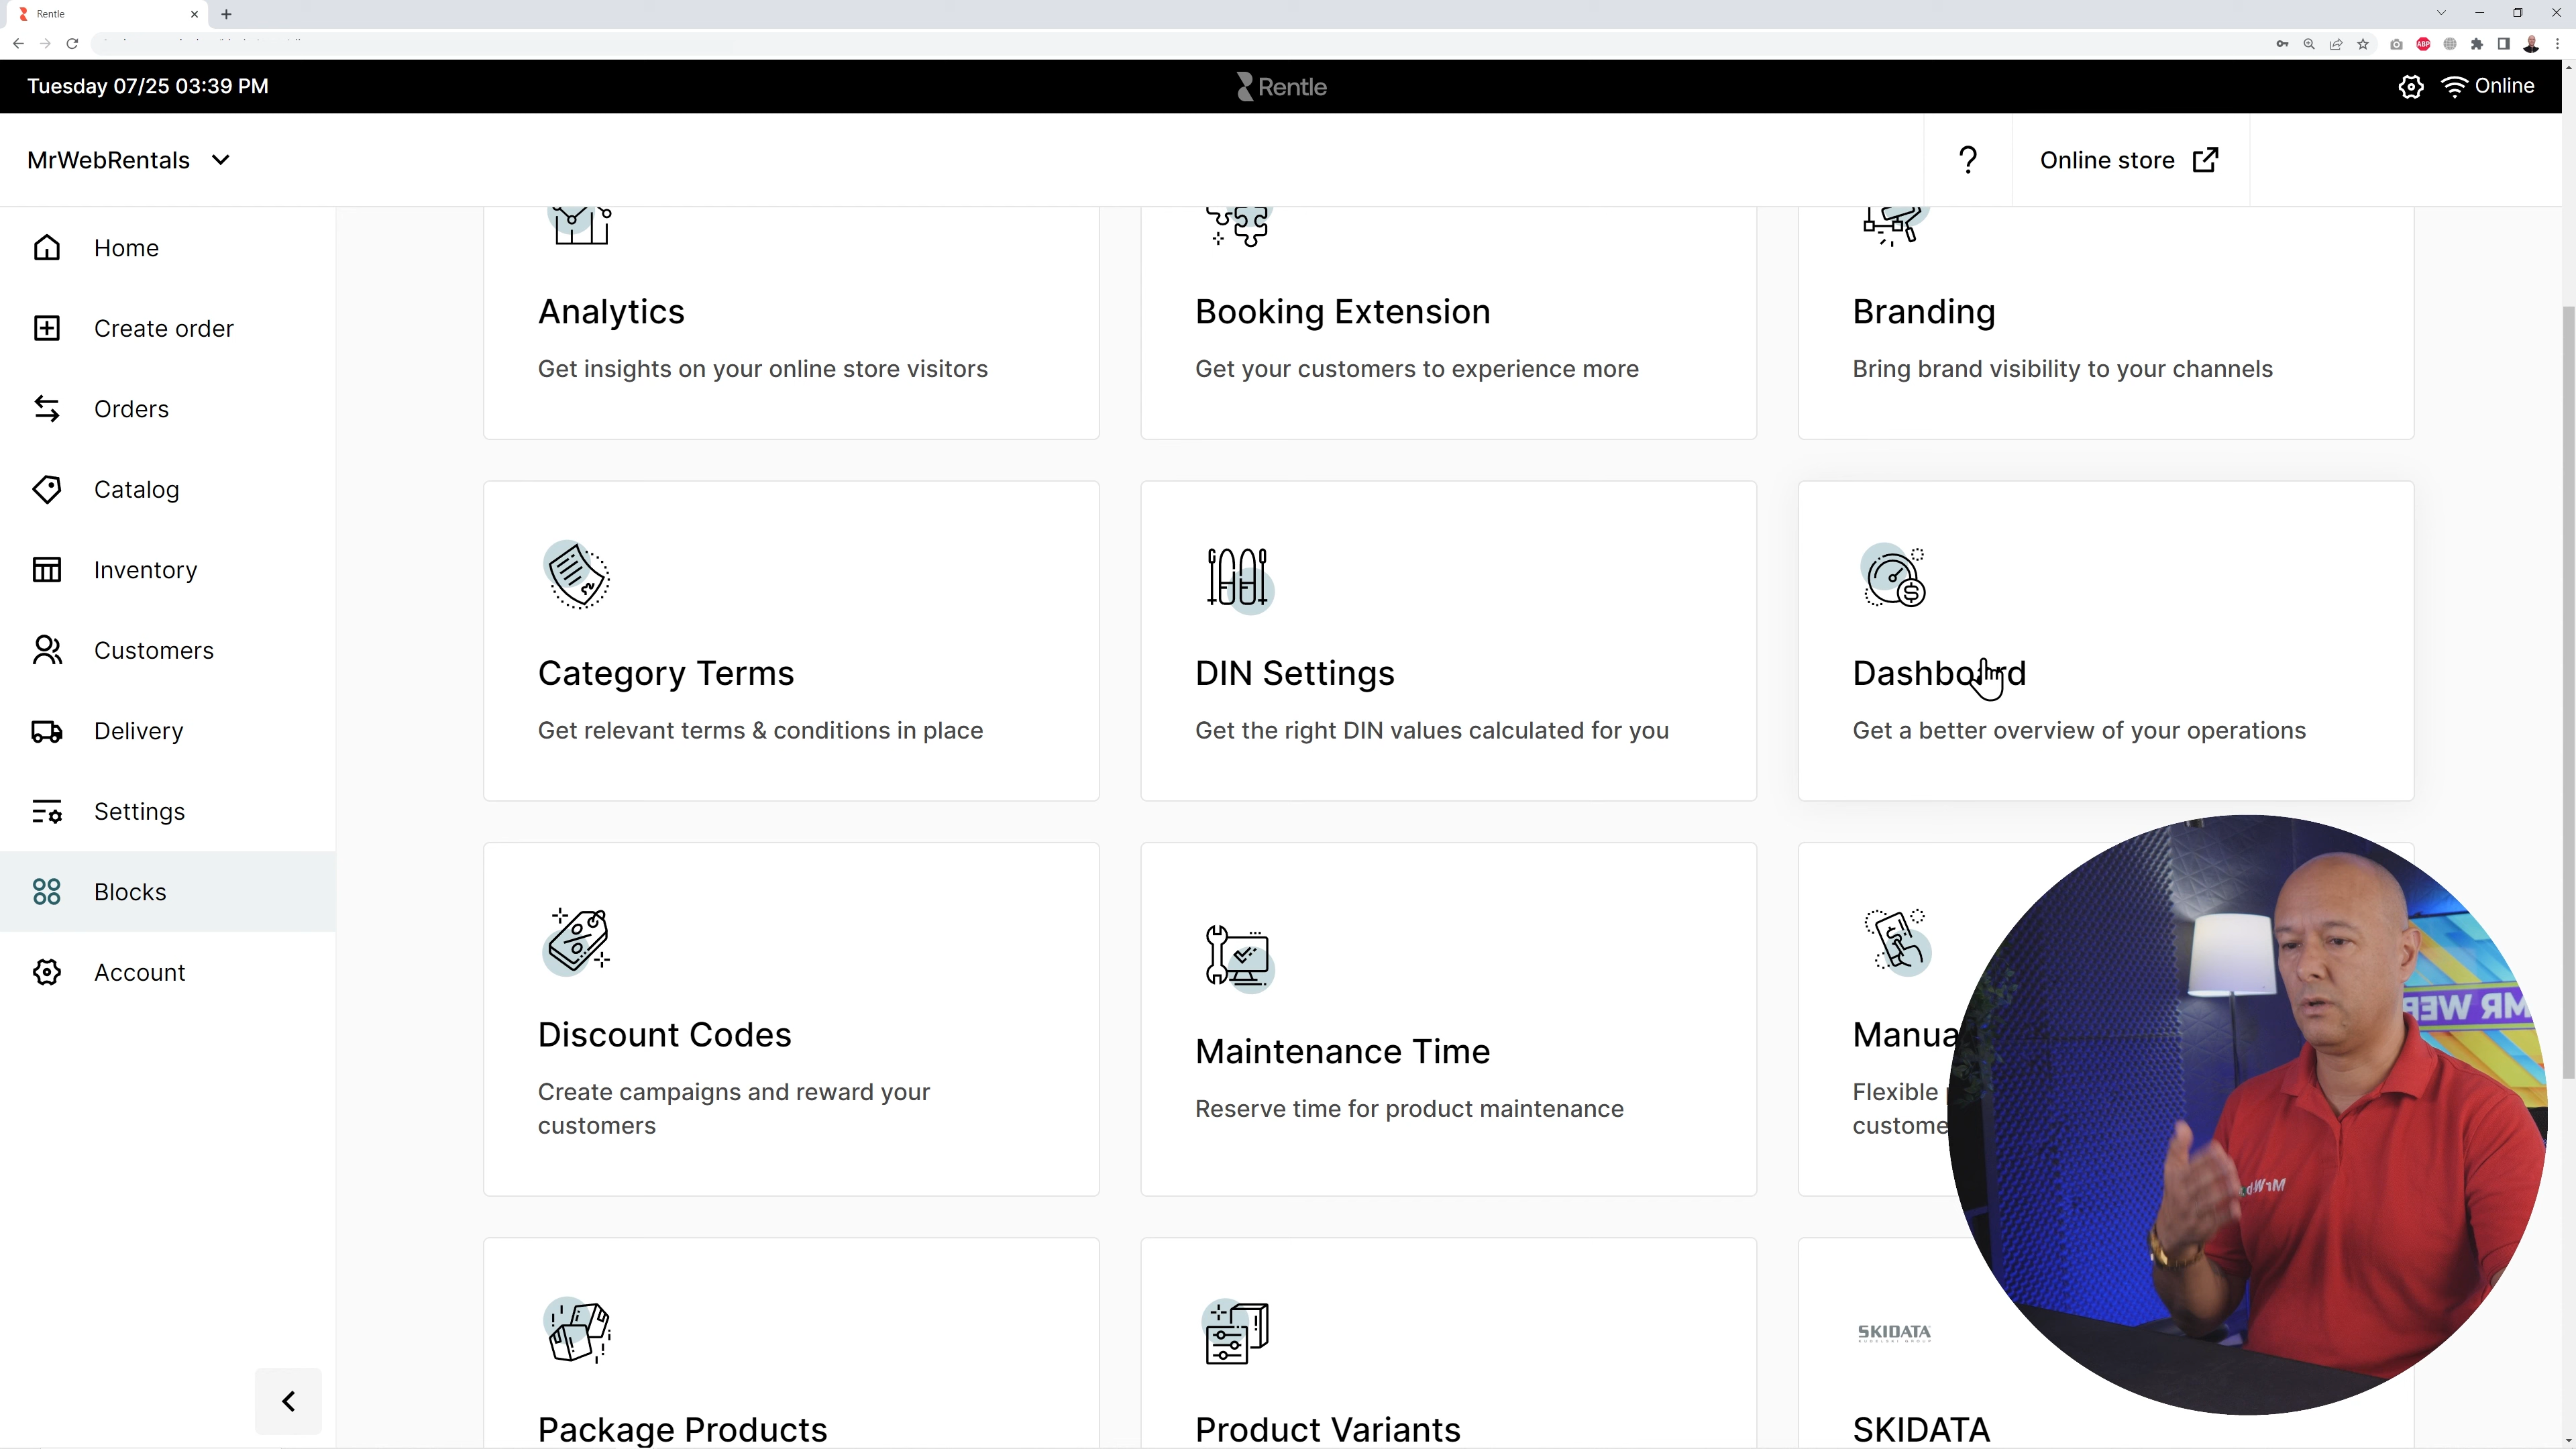 Rentle
Tuesday 07/25 03:39 PM
Rentle
Online
MrWebRentals
?
Online store
Home
Create order
Orders
Catalog
Inventory
Customers
Delivery
Settings
Blocks
Account
Analytics
Get insights on your online store visitors
Booking Extension
Get your customers to experience more
Branding
Bring brand visibility to your channels
Category Terms
Get relevant terms & conditions in place
DIN Settings
Get the right DIN values calculated for you
Dashboard
Get a better overview of your operations
Discount Codes
Create campaigns and reward your
customers
Maintenance Time
Reserve time for product maintenance
Manua
Flexible
custome
MR WEB
Package Products
Product Variants
SKIDATA
SKIDATA
ABP